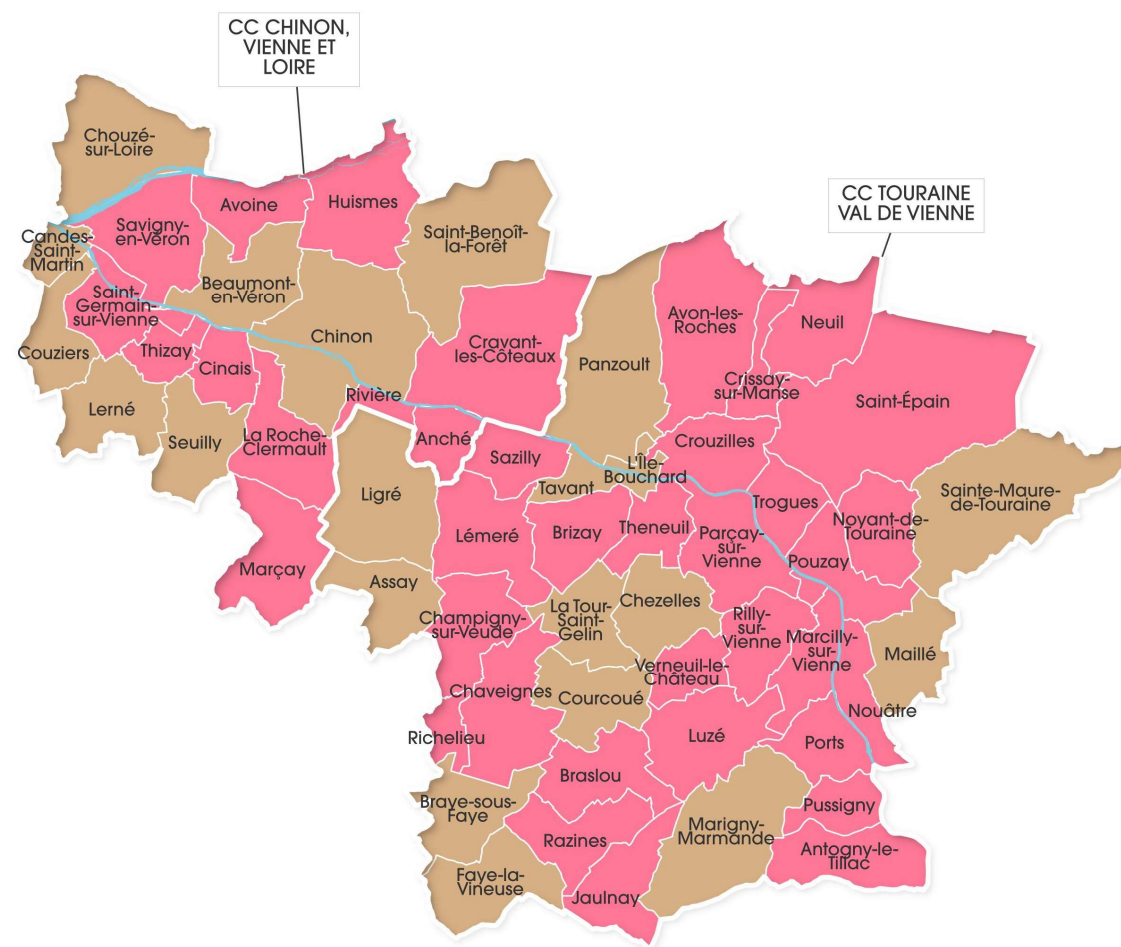 CC CHINON,
VIENNE ET
LOIRE
Chouzé-
sur-Loire
CC TOURAINE
VAL DE VIENNE
Avoine
Huismes
Savigny-
en-Véron
Saint-Benoît-
la-Forêt
Candes-
Saint-
Martin
Beaumont-
en-Véron
Saint-
Germain-
sur-Vienne
Avon-les-
Roches
Neuil
Chinon
Cravant-
les-Côteaux
Couziers
Thizay
Cinais
Panzoult
Crissay-
sur-Manse
Rivière
Saint-Épain
Lerné
Seuilly
La Roche-
Clermault
Anché
Sazilly
Crouzilles
L'Île-
Bouchard
Ligré
Tavant
Trogues
Sainte-Maure-
de-Touraine
Lémeré
Brizay
Theneuil
Parçay-
sur-
Vienne
Noyant-de-
Touraine
Pouzay
Marçay
Assay
Champigny-
sur-Veude
La Tour-
Saint-
Gelin
Chezelles
Rilly-
sur-
Vienne
Marcilly-
sur-
Vienne
Maillé
Verneuil-le-
Château
Chaveignes
Courcoué
Nouâtre
Richelieu
Luzé
Ports
Braslou
Braye-sous-
Faye
Pussigny
Marigny-
Marmande
Razines
Antogny-le-
Tillac
Faye-la-
Vineuse
Jaulnay